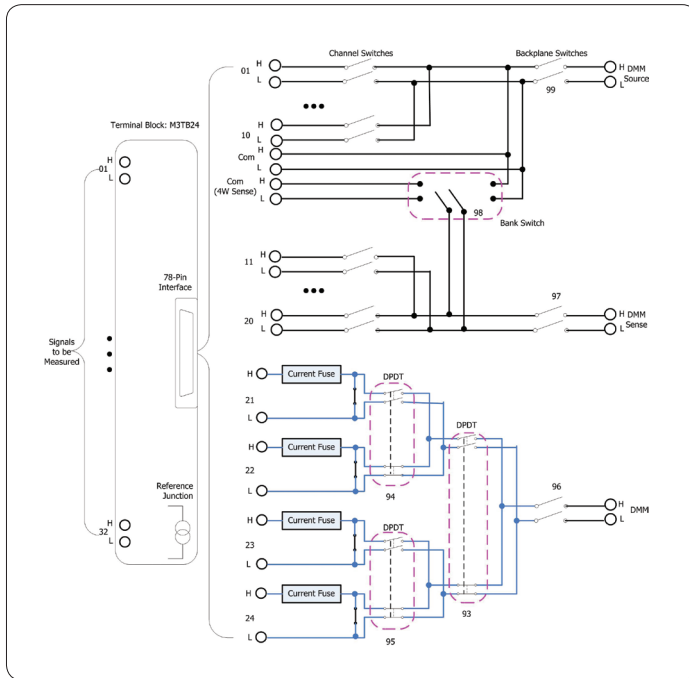 Channel Switches
Backplane Switches
01
H
L
H DMM
L Source
99
10
H
L
Com
H
L
Com
(4W Sense)
H
L
98
Bank Switch
Terminal Block: M3TB24
01
H
L
78-Pin
Interface
Signals
to be
Measured
Reference
Junction
32
H
L
11
H
L
20
H
L
97
H DMM
L Sense
H
Current Fuse
21
L
DPDT
H
Current Fuse
22
L
94
DPDT
96
H
L
DMM
H
Current Fuse
23
L
DPDT
H
Current Fuse
24
L
95
93